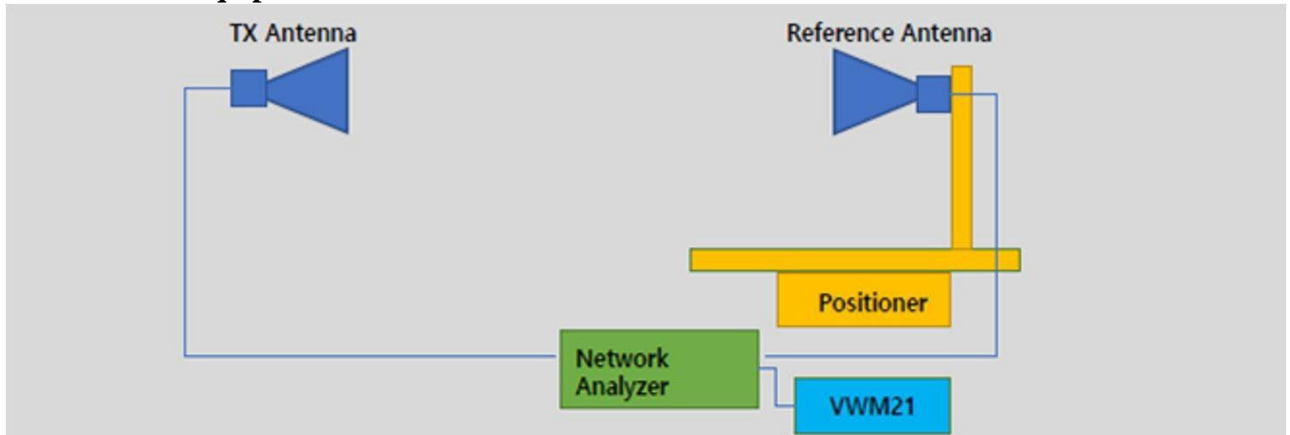 TX Antenna
Reference Antenna
Positioner
Network
Analyzer
VWM21